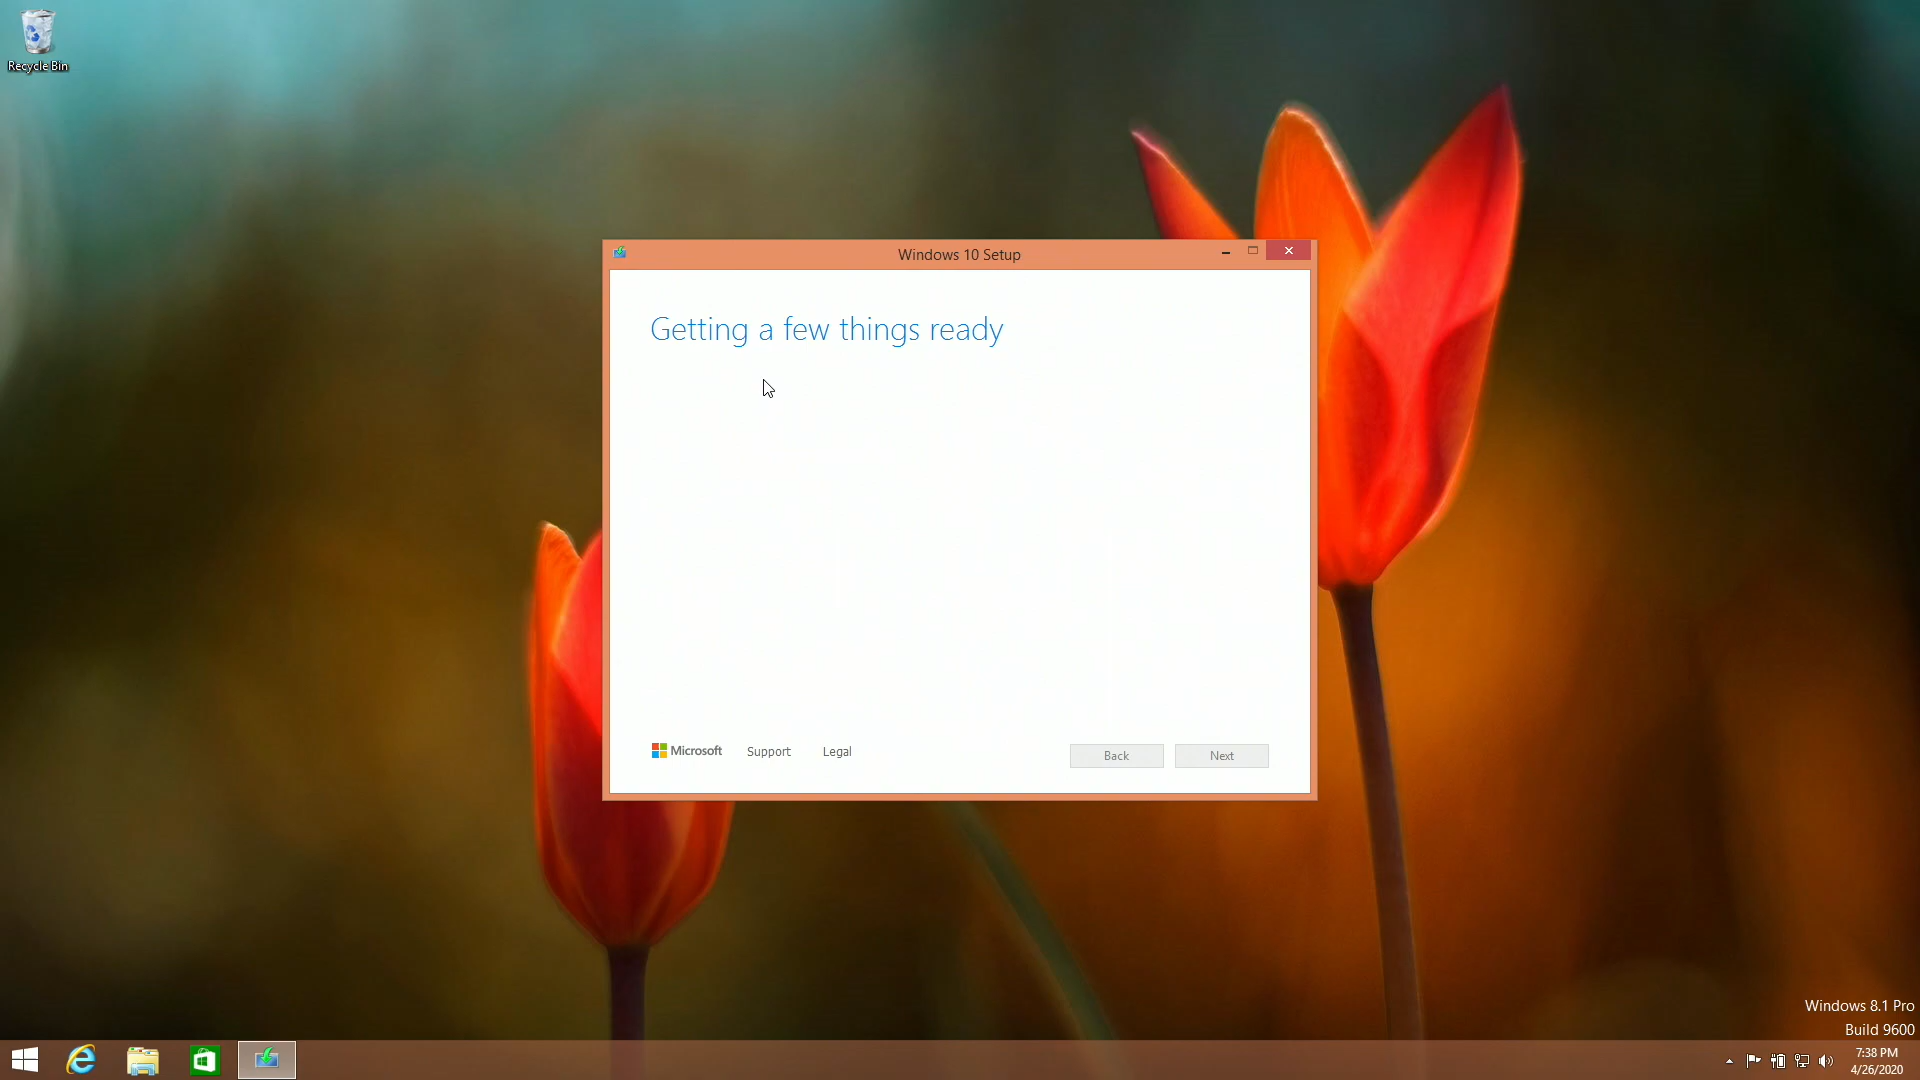 Recycle Bin
Windows 10 Setup
Getting a few things ready
Microsoft
Support
Legal
Back
Next
Windows 8.1 Pro
Build 9600
7:38 PM
4/26/2020